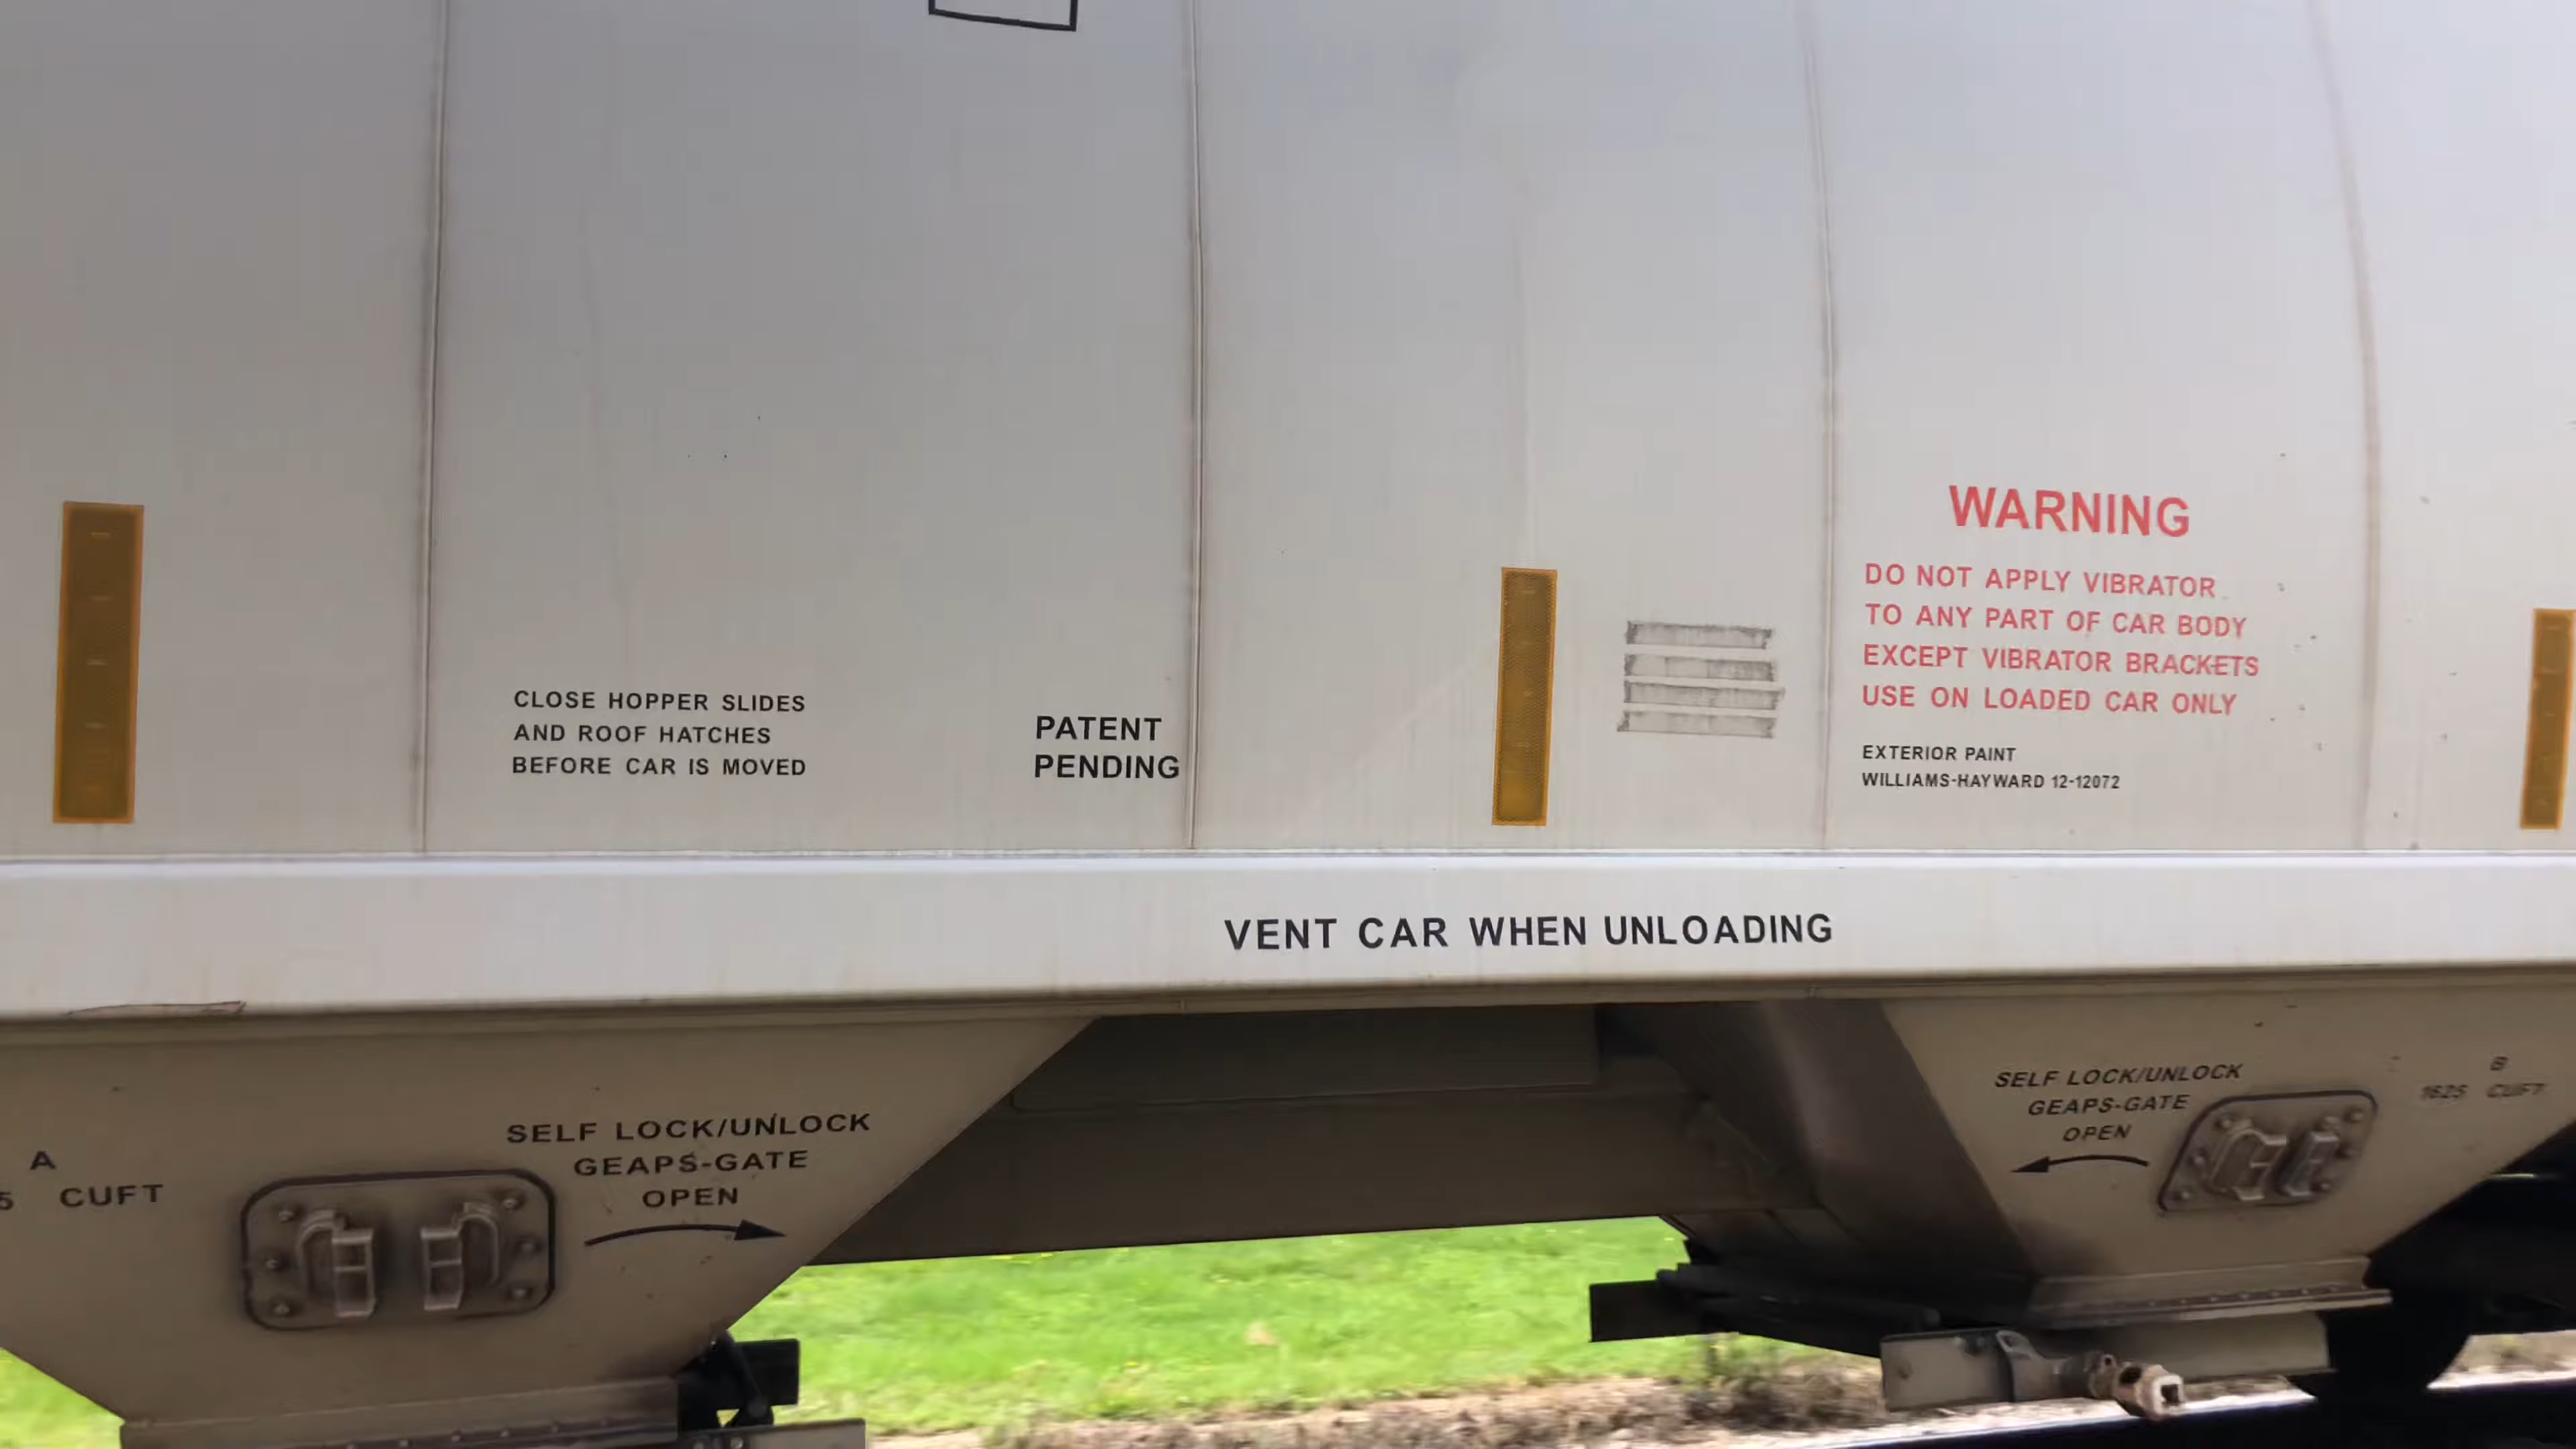 WARNING
DO NOT APPLY VIBRATOR
TO ANY PART OF CAR BODY
EXCEPT VIBRATOR BRACKETS
USE ON LOADED CAR ONLY
EXTERIOR PAINT
WILLIAMS-HAYWARD 12-12072
CLOSE HOPPER SLIDES
AND ROOF HATCHES
BEFORE CAR IS MOVED
PATENT
PENDING
VENT CAR WHEN UNLOADING
A
5 CUFT
SELF LOCK/UNLOCK
GEAPS-GATE
OPEN
SELF LOCK/UNLOCK
GEAPS-GATE
OPEN
B
1625 CUFT